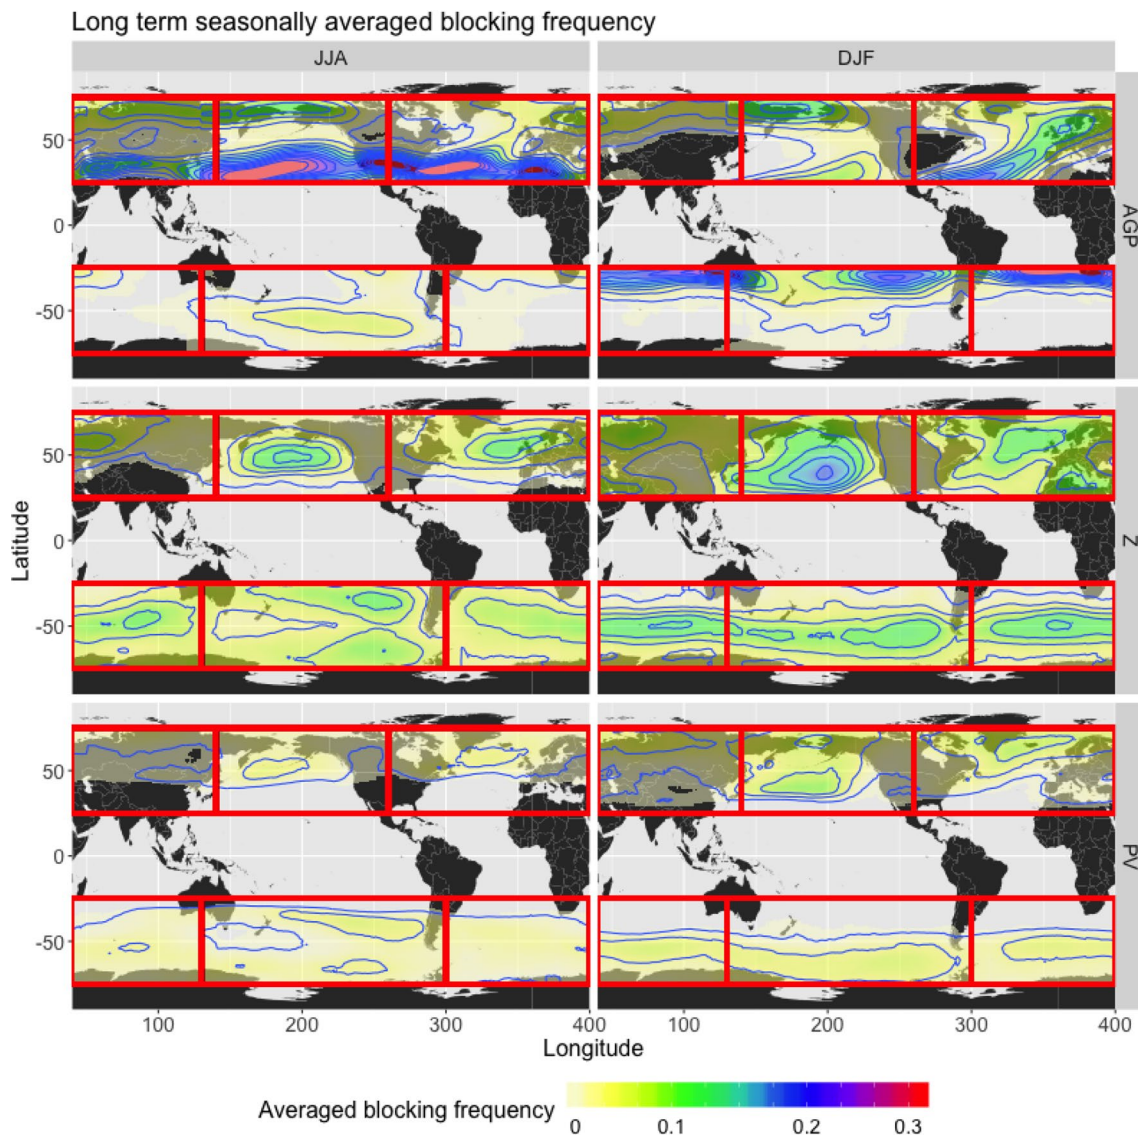 Long term seasonally averaged blocking frequency
JJA DJF
50
0
-50
AGP
50
0
-50
Z
50
0
-50
PV
Latitude
100 200 300 400 100 200 300 400
Longitude
Averaged blocking frequency
0 0.1 0.2 0.3